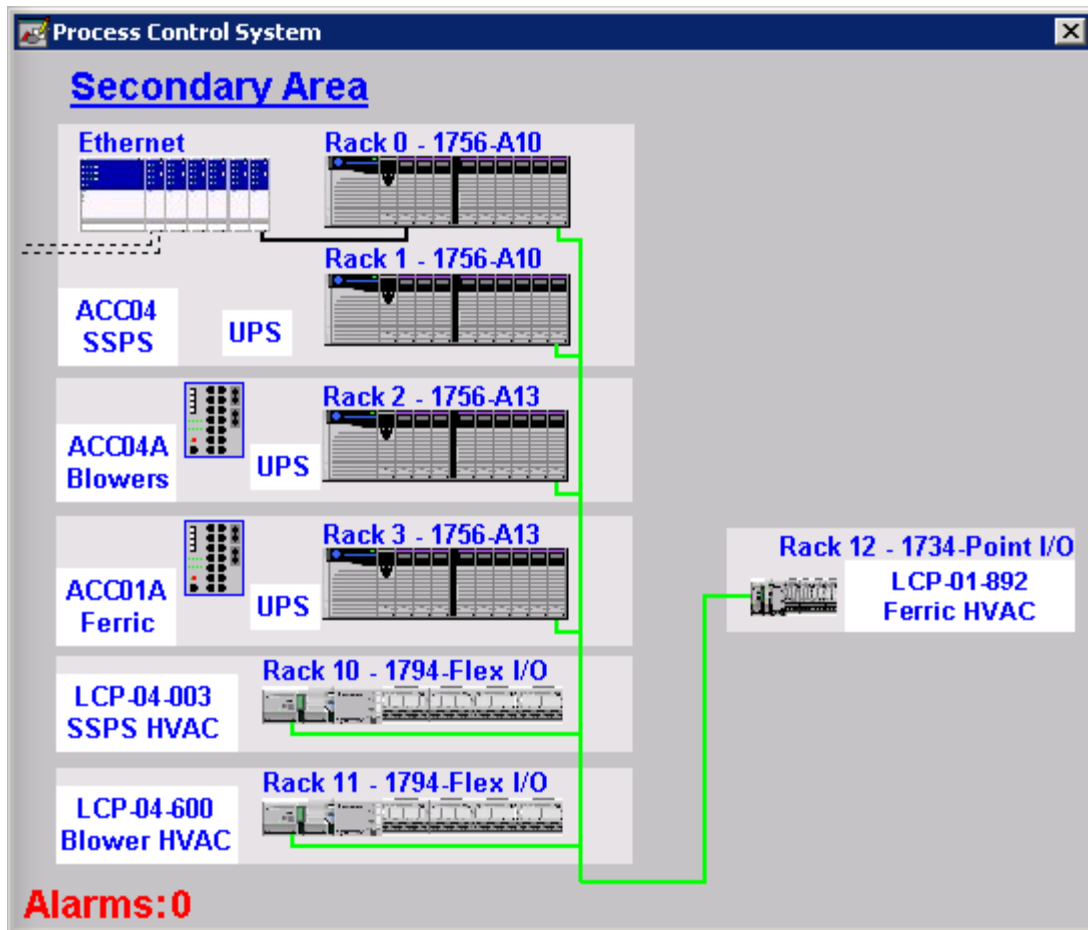 Process Control System
Secondary Area
Ethernet
Rack 0 - 1756-A10
Rack 1 - 1756-A10
ACC04
SSPS
UPS
Rack 2 - 1756-A13
ACC04A
Blowers
UPS
Rack 3 - 1756-A13
ACC01A
Ferric
UPS
Rack 12 - 1734-Point I/O
LCP-01-892
Ferric HVAC
Rack 10 - 1794-Flex I/O
LCP-04-003
SSPS HVAC
Rack 11 - 1794-Flex I/O
LCP-04-600
Blower HVAC
Alarms:0